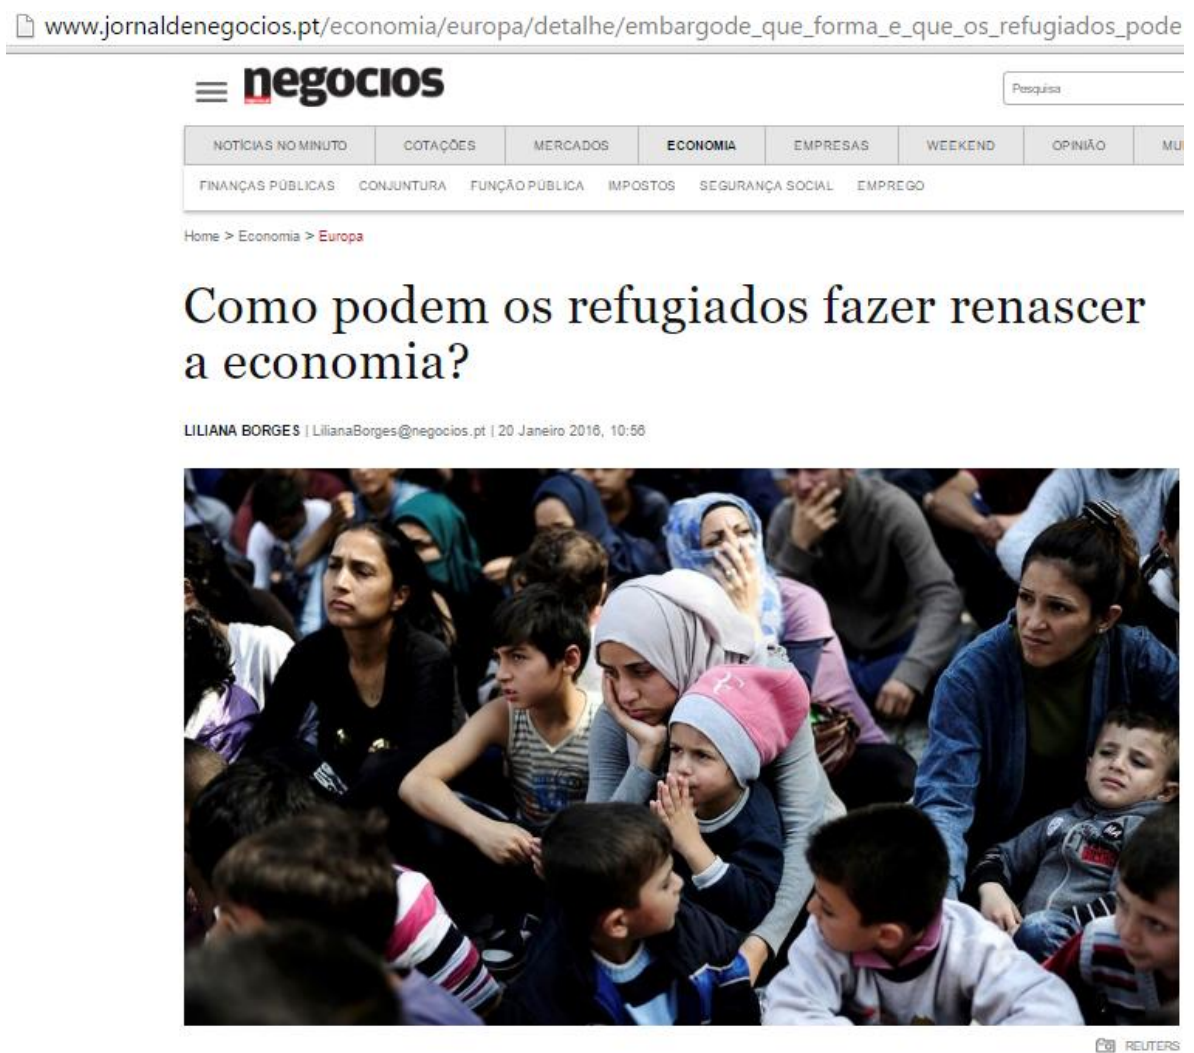 www.jornaldenegocios.pt/economia/europa/detalhe/embargode_que_forma_e_que_os_refugiados_pode
negocios
Pesquisa
NOTÍCIAS NO MINUTO COTAÇÕES MERCADOS ECONOMIA EMPRESAS WEEKEND OPINIÃO
FINANÇAS PÚBLICAS CONJUNTURA FUNÇÃO PÚBLICA IMPOSTOS SEGURANÇA SOCIAL EMPREGO
Home > Economia > Europa
Como podem os refugiados fazer renascer
a economia?
LILIANA BORGES | LilianaBorges@negocios.pt | 20 Janeiro 2016, 10:56
REUTERS